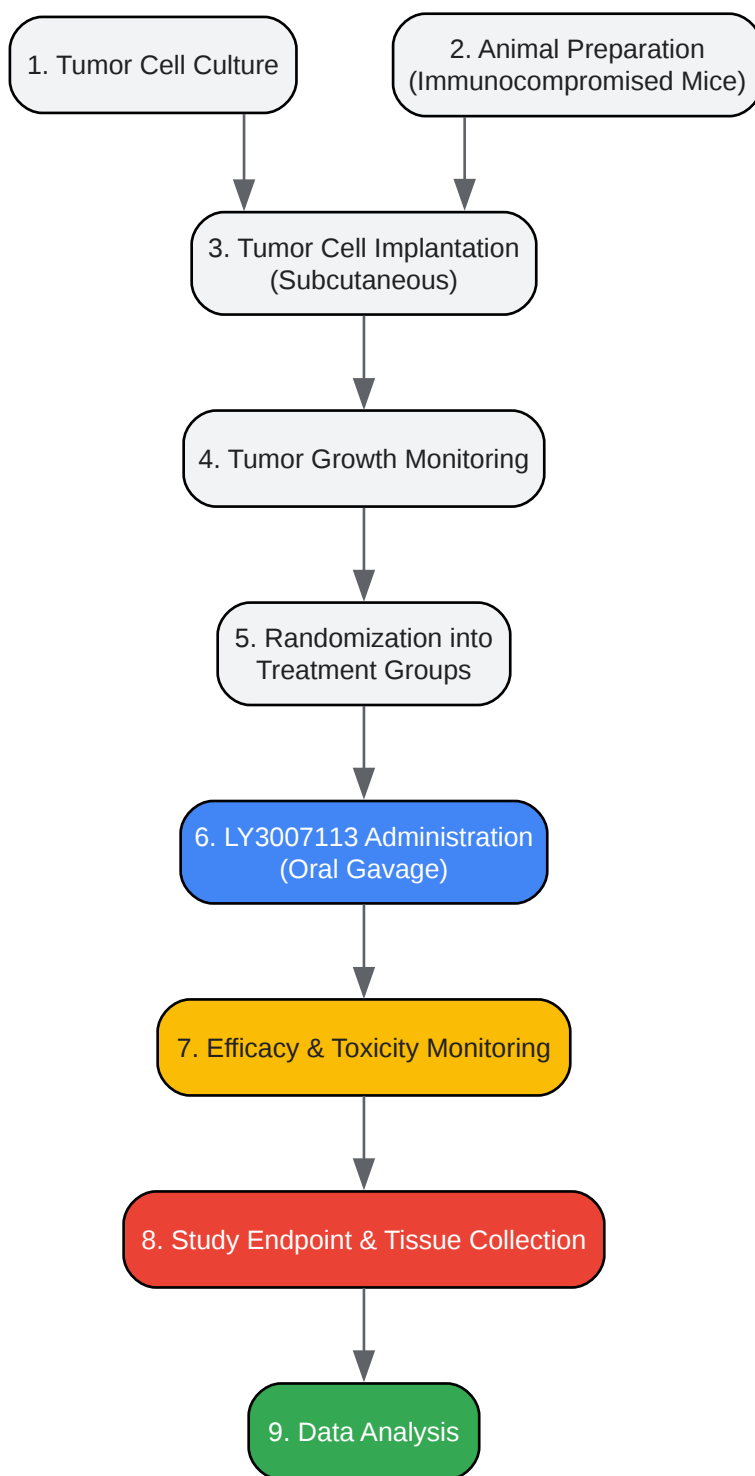 1. Tumor Cell Culture
2. Animal Preparation
(Immunocompromised Mice)
3. Tumor Cell Implantation
(Subcutaneous)
4. Tumor Growth Monitoring
5. Randomization into
Treatment Groups
6. LY3007113 Administration
(Oral Gavage)
7. Efficacy & Toxicity Monitoring
8. Study Endpoint & Tissue Collection
9. Data Analysis